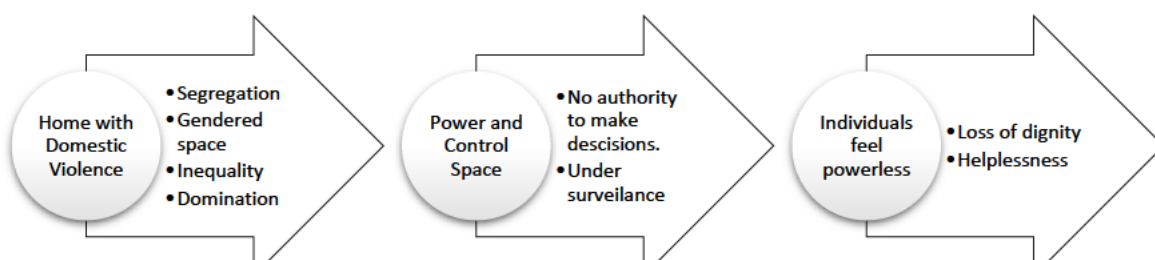 Home with
Domestic
Violence
•Segregation
•Gendered
space
•Inequality
•Domination
Power and
Control
Space
•No authority
to make
descisions.
•Under
surveilance
Individuals
feel
powerless
•Loss of dignity
•Helplessness